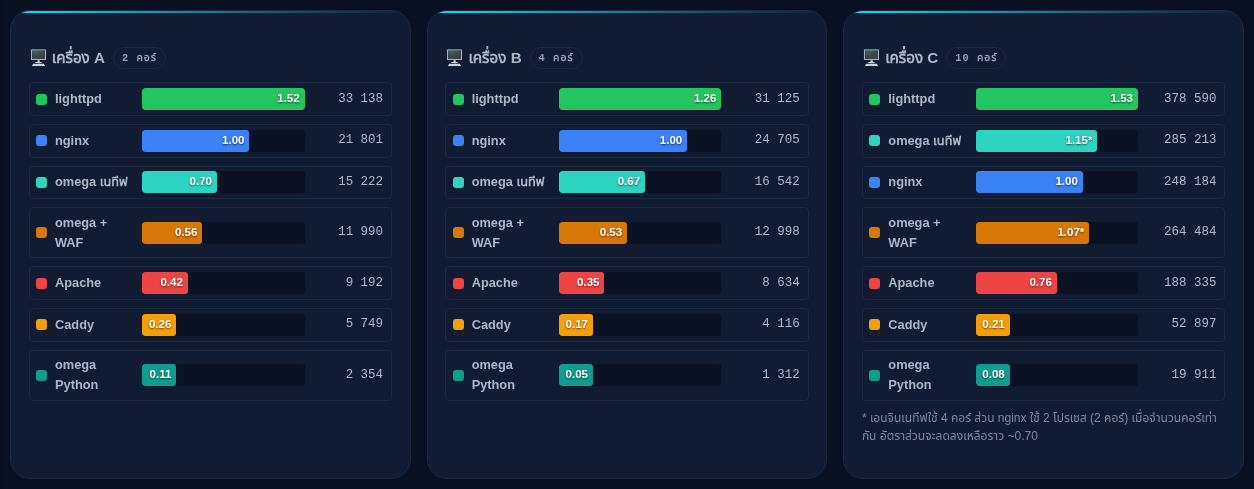 เครื่อง A 2 คอร์
lighttpd 1.52 33 138
nginx 1.00 21 801
omega เนทีฟ 0.70 15 222
omega +
WAF 0.56 11 990
Apache 0.42 9 192
Caddy 0.26 5 749
omega
Python 0.11 2 354
เครื่อง B 4 คอร์
lighttpd 1.26 31 125
nginx 1.00 24 705
omega เนทีฟ 0.67 16 542
omega +
WAF 0.53 12 998
Apache 0.35 8 634
Caddy 0.17 4 116
omega
Python 0.05 1 312
เครื่อง C 10 คอร์
lighttpd 1.53 378 590
omega เนทีฟ 1.15* 285 213
nginx 1.00 248 184
omega +
WAF 1.07* 264 484
Apache 0.76 188 335
Caddy 0.21 52 897
omega
Python 0.08 19 911
* เอนจินเนทีฟใช้ 4 คอร์ ส่วน nginx ใช้ 2 โปรเซส (2 คอร์) เมื่อจำนวนคอร์เท่า
กัน อัตราส่วนจะลดลงเหลือราว ~0.70